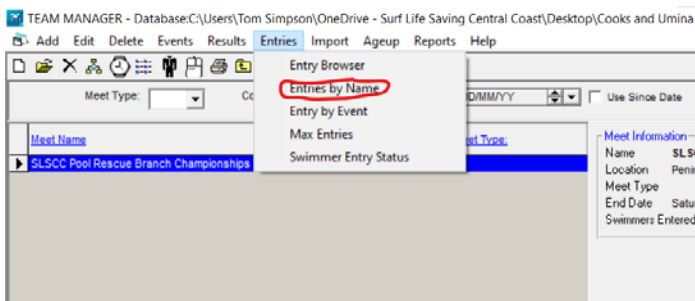 TEAM MANAGER - Database:C:\Users\Tom Simpson\OneDrive - Surf Life Saving Central Coast\Desktop\Cooks and Umina
Add Edit Delete Events Results Entries Import Ageup Reports Help
Entry Browser
Entries by Name
Entry by Event
Max Entries
Swimmer Entry Status
Meet Type:
Co
D/MM/YY
Use Since Date
Meet Name
et Type:
SLSCC Pool Rescue Branch Championships
Meet Information
Name SLS
Location Penin
Meet Type
End Date Satu
Swimmers Entered